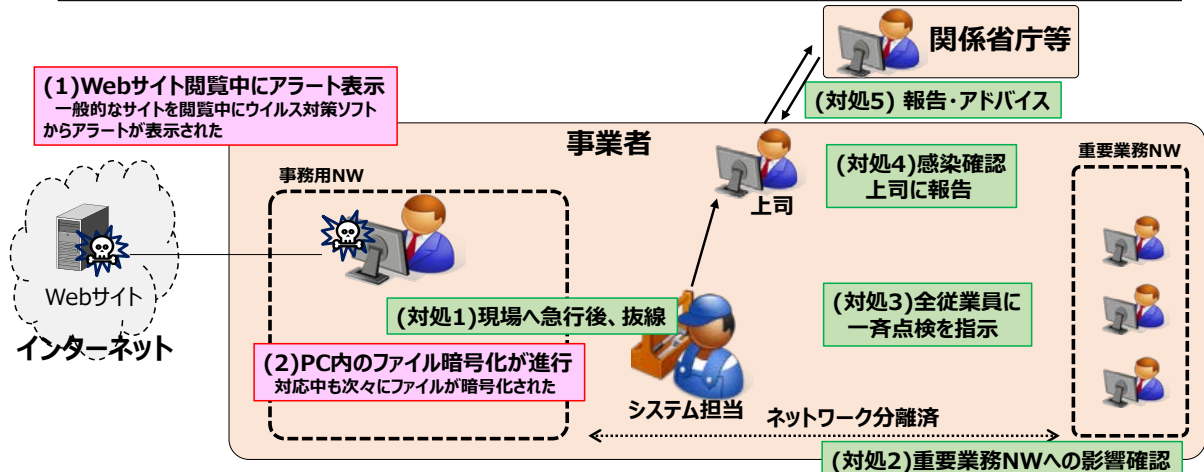 関係省庁等
(1)Webサイト閲覧中にアラート表示
一般的なサイトを閲覧中にウイルス対策ソフト
からアラートが表示された
(対処5) 報告・アドバイス
事業者
重要業務NW
(対処4)感染確認
上司に報告
事務用NW
上司
Webサイト
インターネット
(対処1)現場へ急行後、抜線
(対処3)全従業員に
一斉点検を指示
(2)PC内のファイル暗号化が進行
対応中も次々にファイルが暗号化された
システム担当
ネットワーク分離済
(対処2)重要業務NWへの影響確認